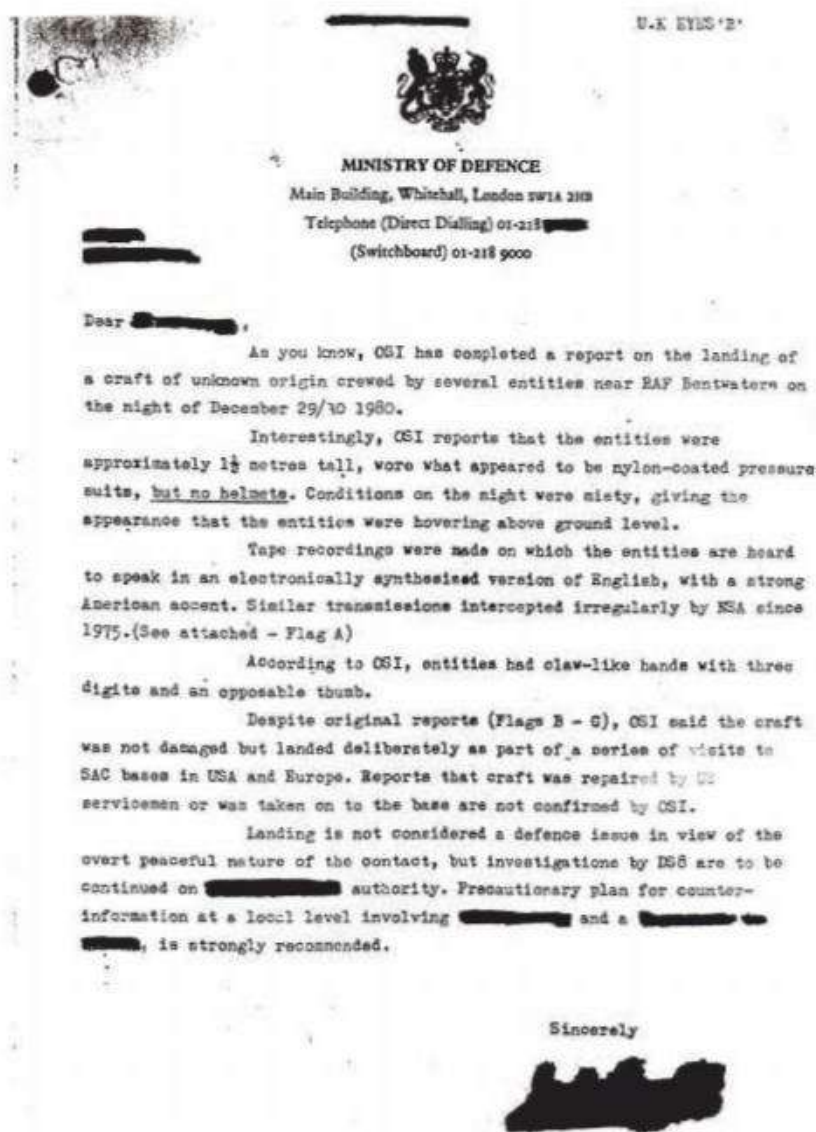 U.K EYES 'B'
MINISTRY OF DEFENCE
Main Building, Whitehall, London SW1A 2HB
Telephone (Direct Dialling) 01-218
(Switchboard) 01-218 9000
Dear ,
As you know, OSI has completed a report on the landing of
a craft of unknown origin crewed by several entities near RAF Bentwaters on
the night of December 29/30 1980.
Interestingly, OSI reports that the entities were
approximately 1½ metres tall, wore what appeared to be nylon-coated pressure
suits, but no helmets. Conditions on the night were misty, giving the
appearance that the entities were hovering above ground level.
Tape recordings were made on which the entities are heard
to speak in an electronically synthesised version of English, with a strong
American accent. Similar transmissions intercepted irregularly by NSA since
1975.(See attached - Flag A)
According to OSI, entities had claw-like hands with three
digits and an opposable thumb.
Despite original reports (Flags B - G), OSI said the craft
was not damaged but landed deliberately as part of a series of visits to
SAC bases in USA and Europe. Reports that craft was repaired by US
servicemen or was taken on to the base are not confirmed by OSI.
Landing is not considered a defence issue in view of the
overt peaceful nature of the contact, but investigations by DS8 are to be
continued on authority. Precautionary plan for counter-
information at a local level involving and a
, is strongly recommended.
Sincerely